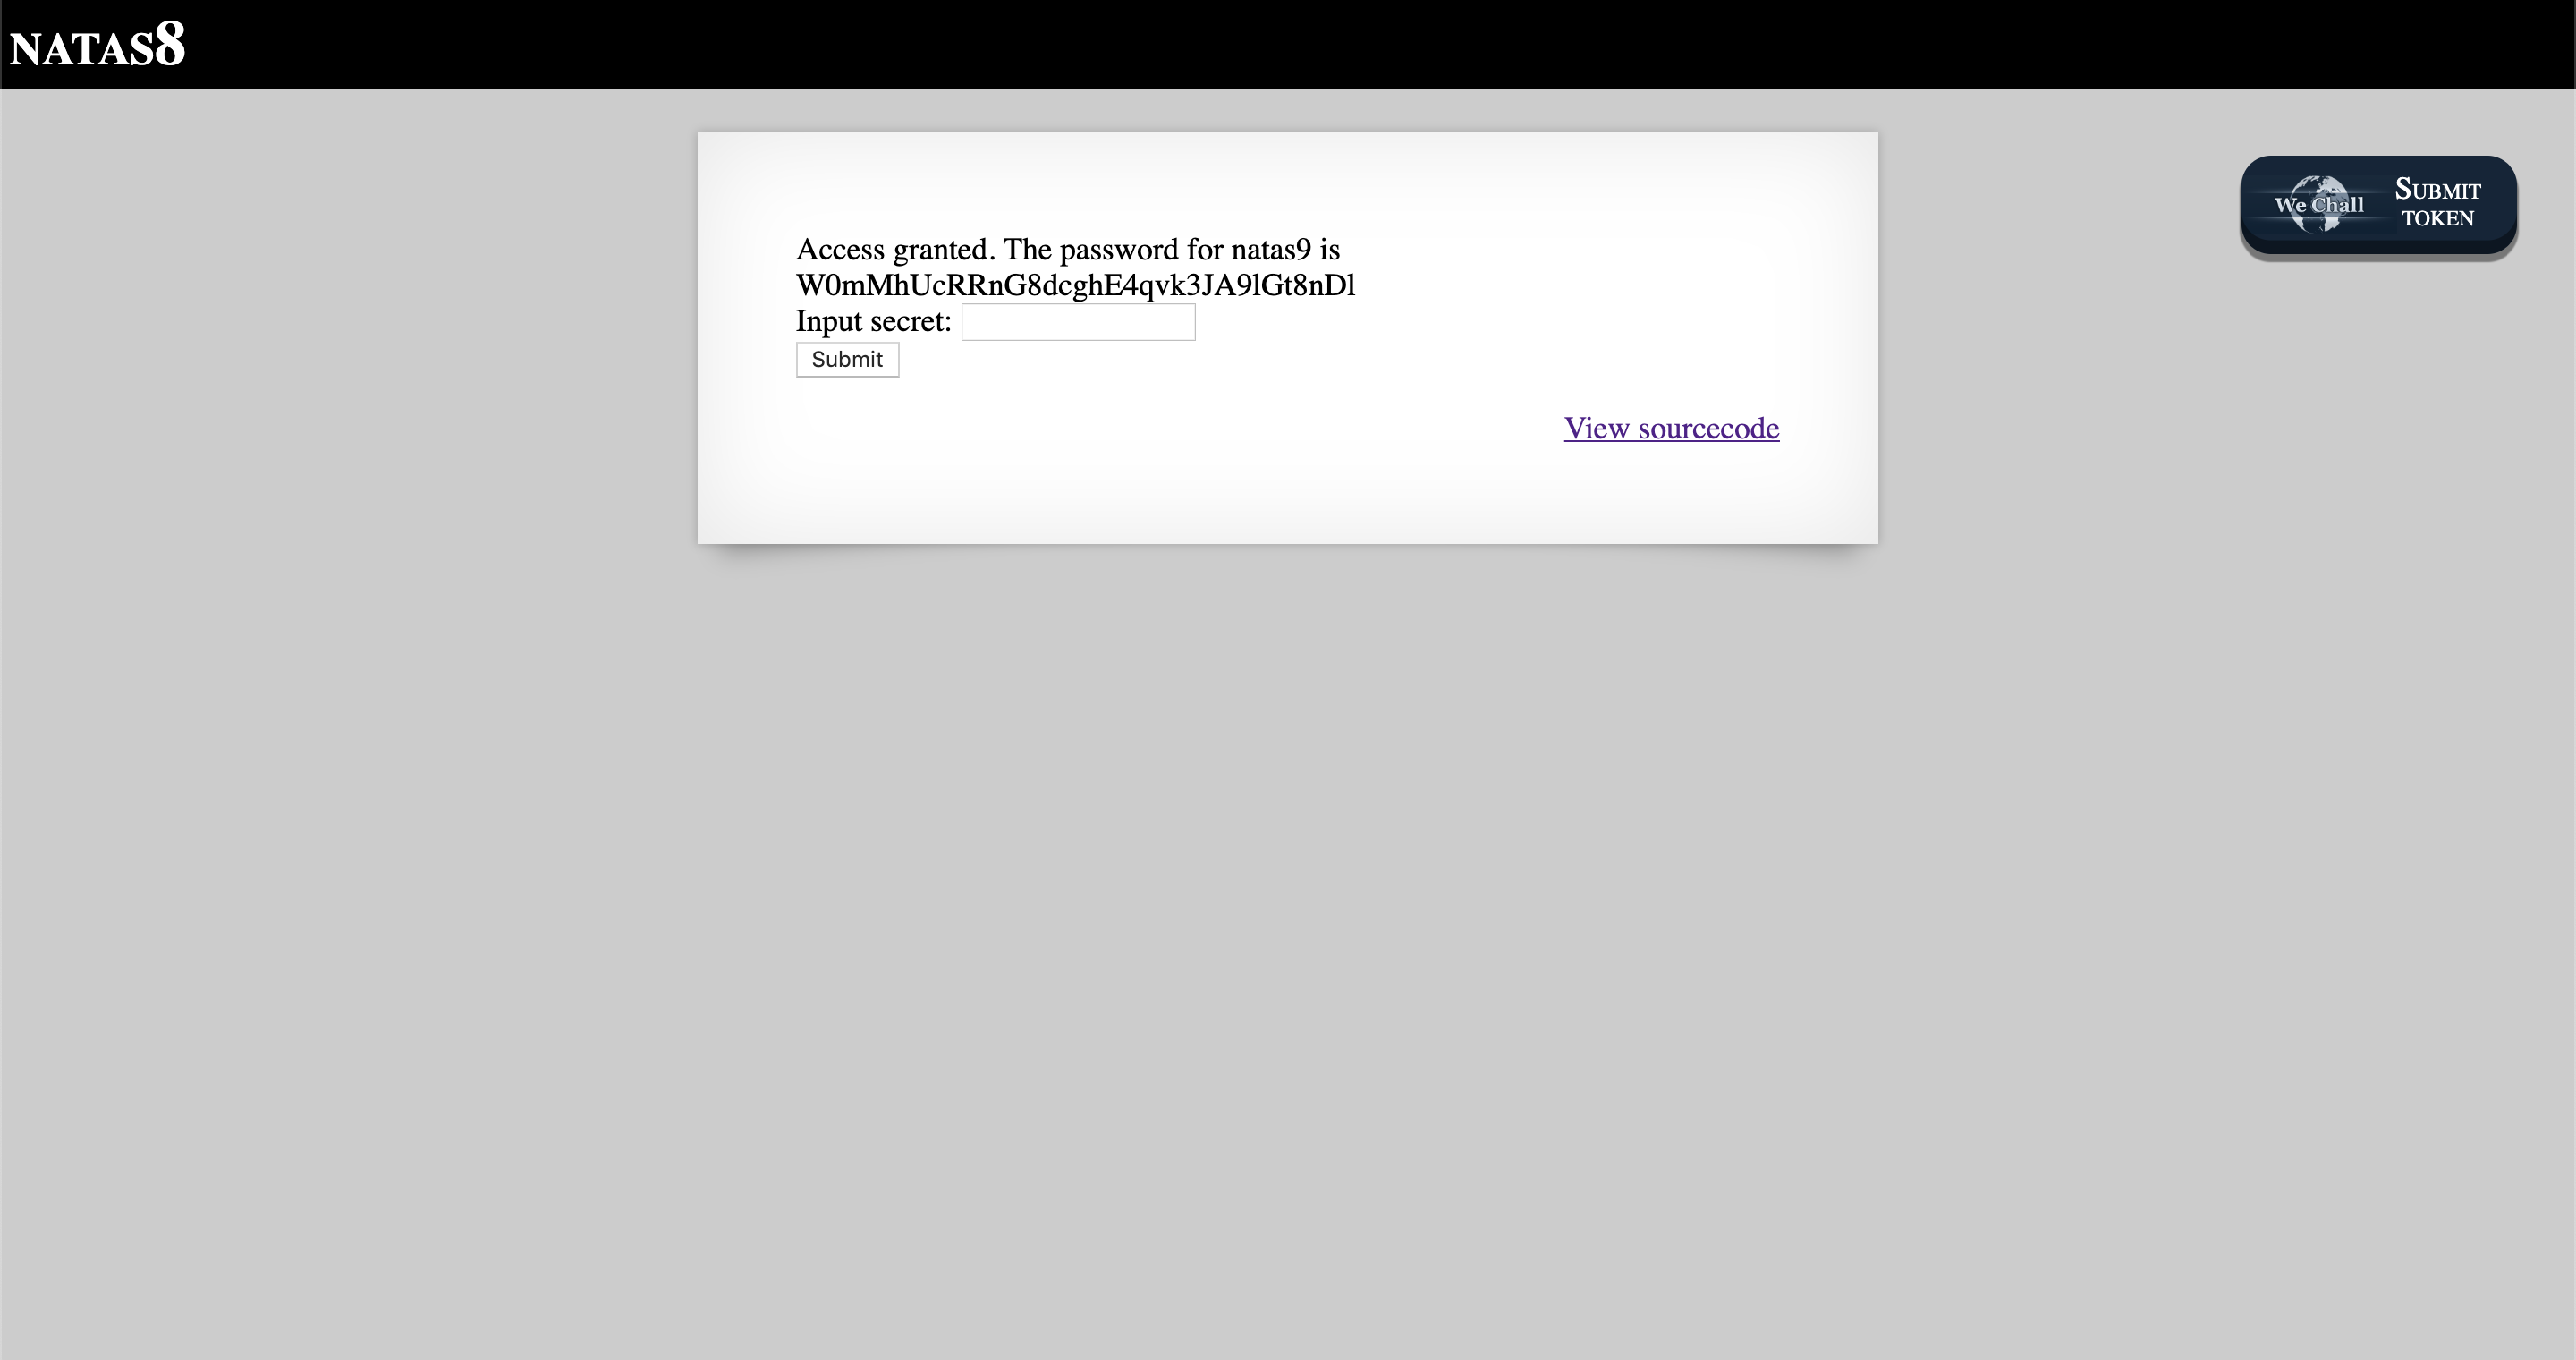 NATAS8
We Chall
SUBMIT
TOKEN
Access granted. The password for natas9 is
W0mMhUcRRnG8dcghE4qvk3JA9lGt8nDl
Input secret:
Submit
View sourcecode